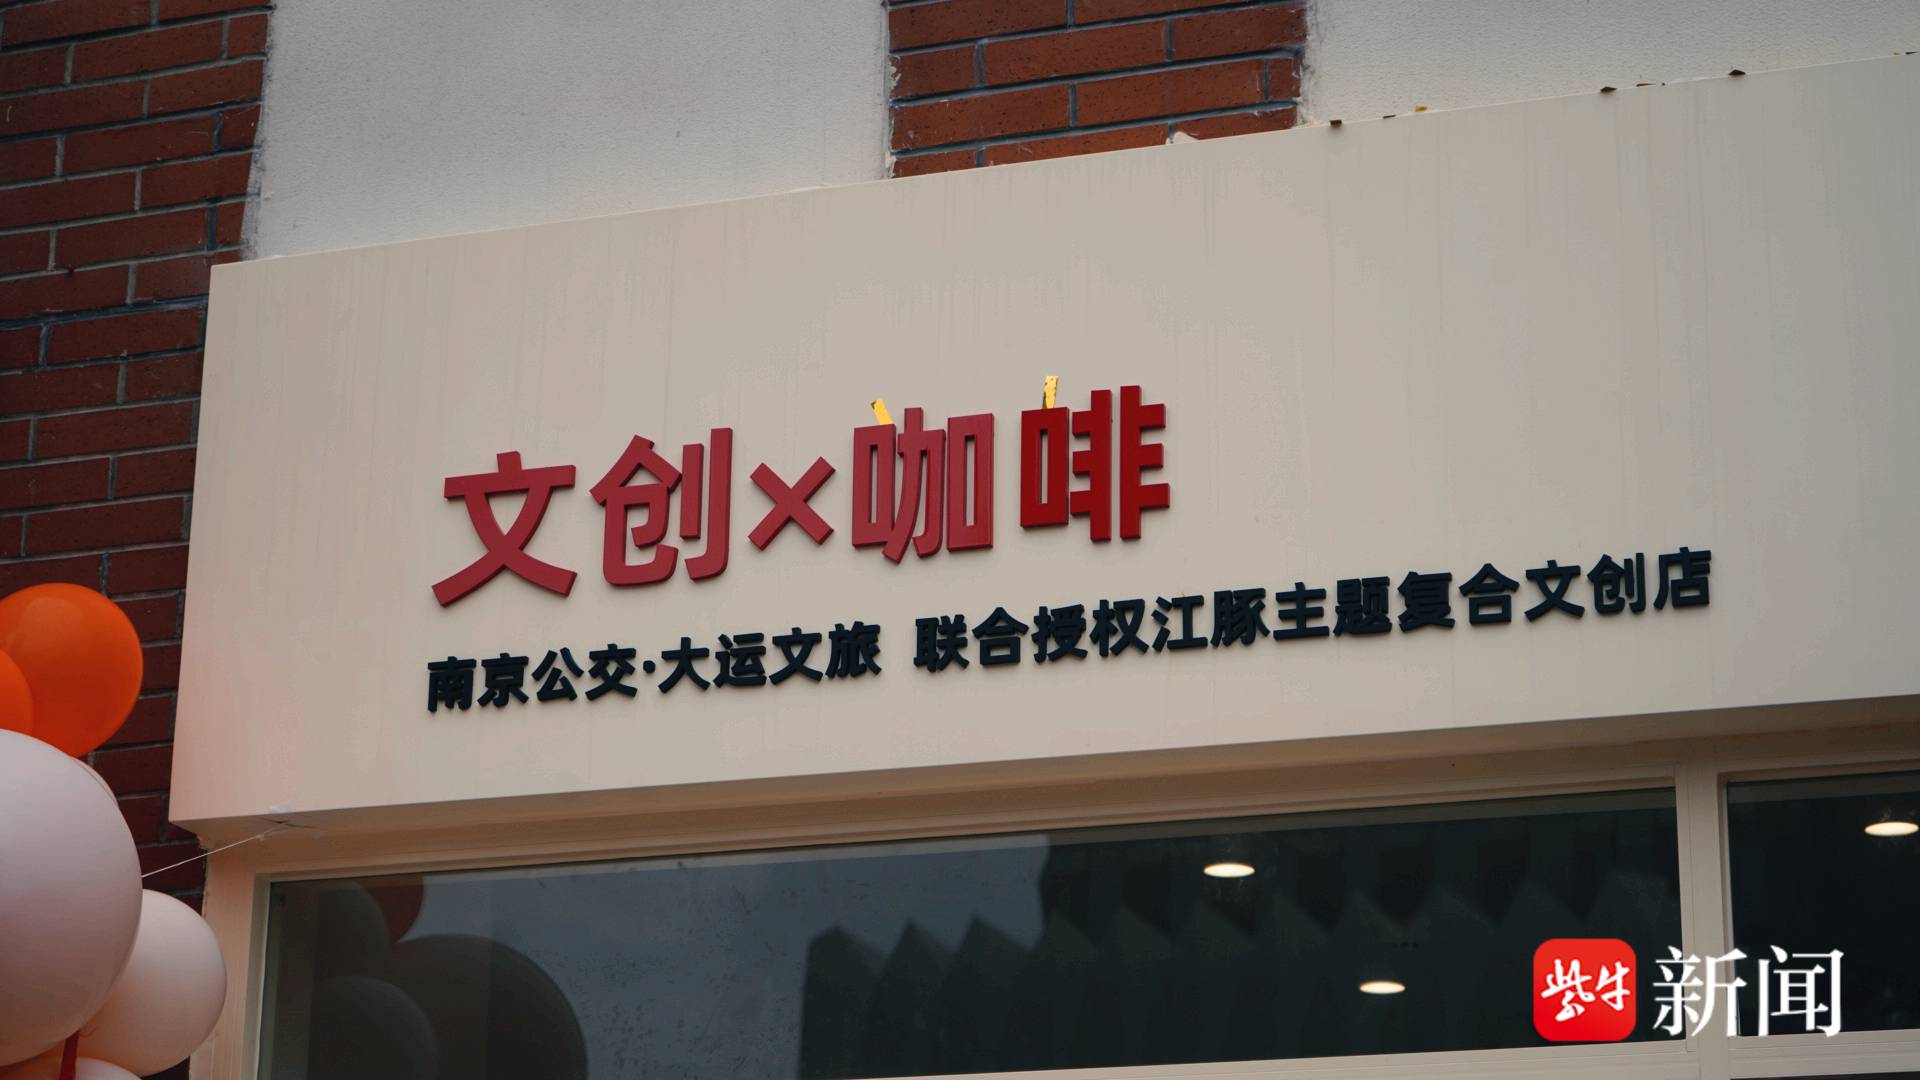 文创×咖啡
南京公交·大运文旅 联合授权江豚主题复合文创店
紫牛新闻